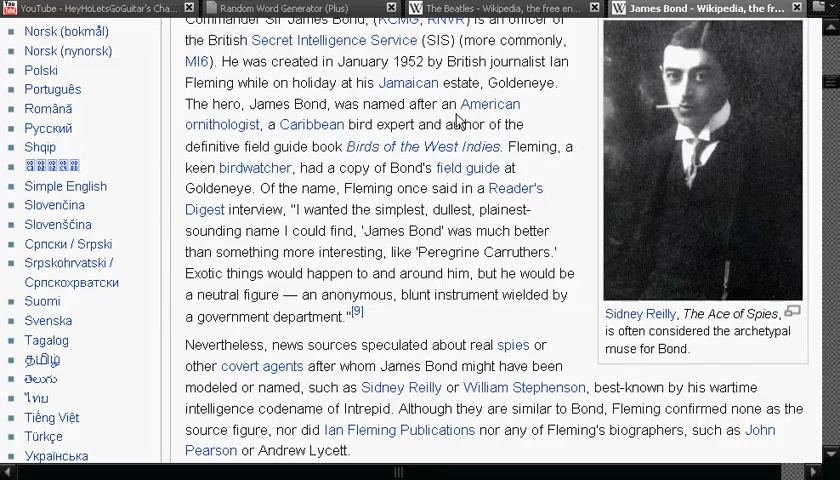 YouTube - HeyHoLetsGoGuitar's Cha...
Random Word Generator (Plus)
The Beatles - Wikipedia, the free en...
James Bond - Wikipedia, the fr...
Norsk (bokmål)
Norsk (nynorsk)
Polski
Português
Română
Русский
Shqip
Simple English
Slovenčina
Slovenščina
Српски / Srpski
Srpskohrvatski /
Српскохрватски
Suomi
Svenska
Tagalog
தமிழ்
తెలుగు
ไทย
Tiếng Việt
Türkçe
Українська
Commander Sir James Bond, (KCMG, RNVR) is an officer of
the British Secret Intelligence Service (SIS) (more commonly,
MI6). He was created in January 1952 by British journalist Ian
Fleming while on holiday at his Jamaican estate, Goldeneye.
The hero, James Bond, was named after an American
ornithologist, a Caribbean bird expert and author of the
definitive field guide book Birds of the West Indies. Fleming, a
keen birdwatcher, had a copy of Bond's field guide at
Goldeneye. Of the name, Fleming once said in a Reader's
Digest interview, "I wanted the simplest, dullest, plainest-
sounding name I could find, 'James Bond' was much better
than something more interesting, like 'Peregrine Carruthers.'
Exotic things would happen to and around him, but he would be
a neutral figure — an anonymous, blunt instrument wielded by
a government department."[9]
Nevertheless, news sources speculated about real spies or
other covert agents after whom James Bond might have been
modeled or named, such as Sidney Reilly or William Stephenson, best-known by his wartime
intelligence codename of Intrepid. Although they are similar to Bond, Fleming confirmed none as the
source figure, nor did Ian Fleming Publications nor any of Fleming's biographers, such as John
Pearson or Andrew Lycett.
Sidney Reilly, The Ace of Spies,
is often considered the archetypal
muse for Bond.